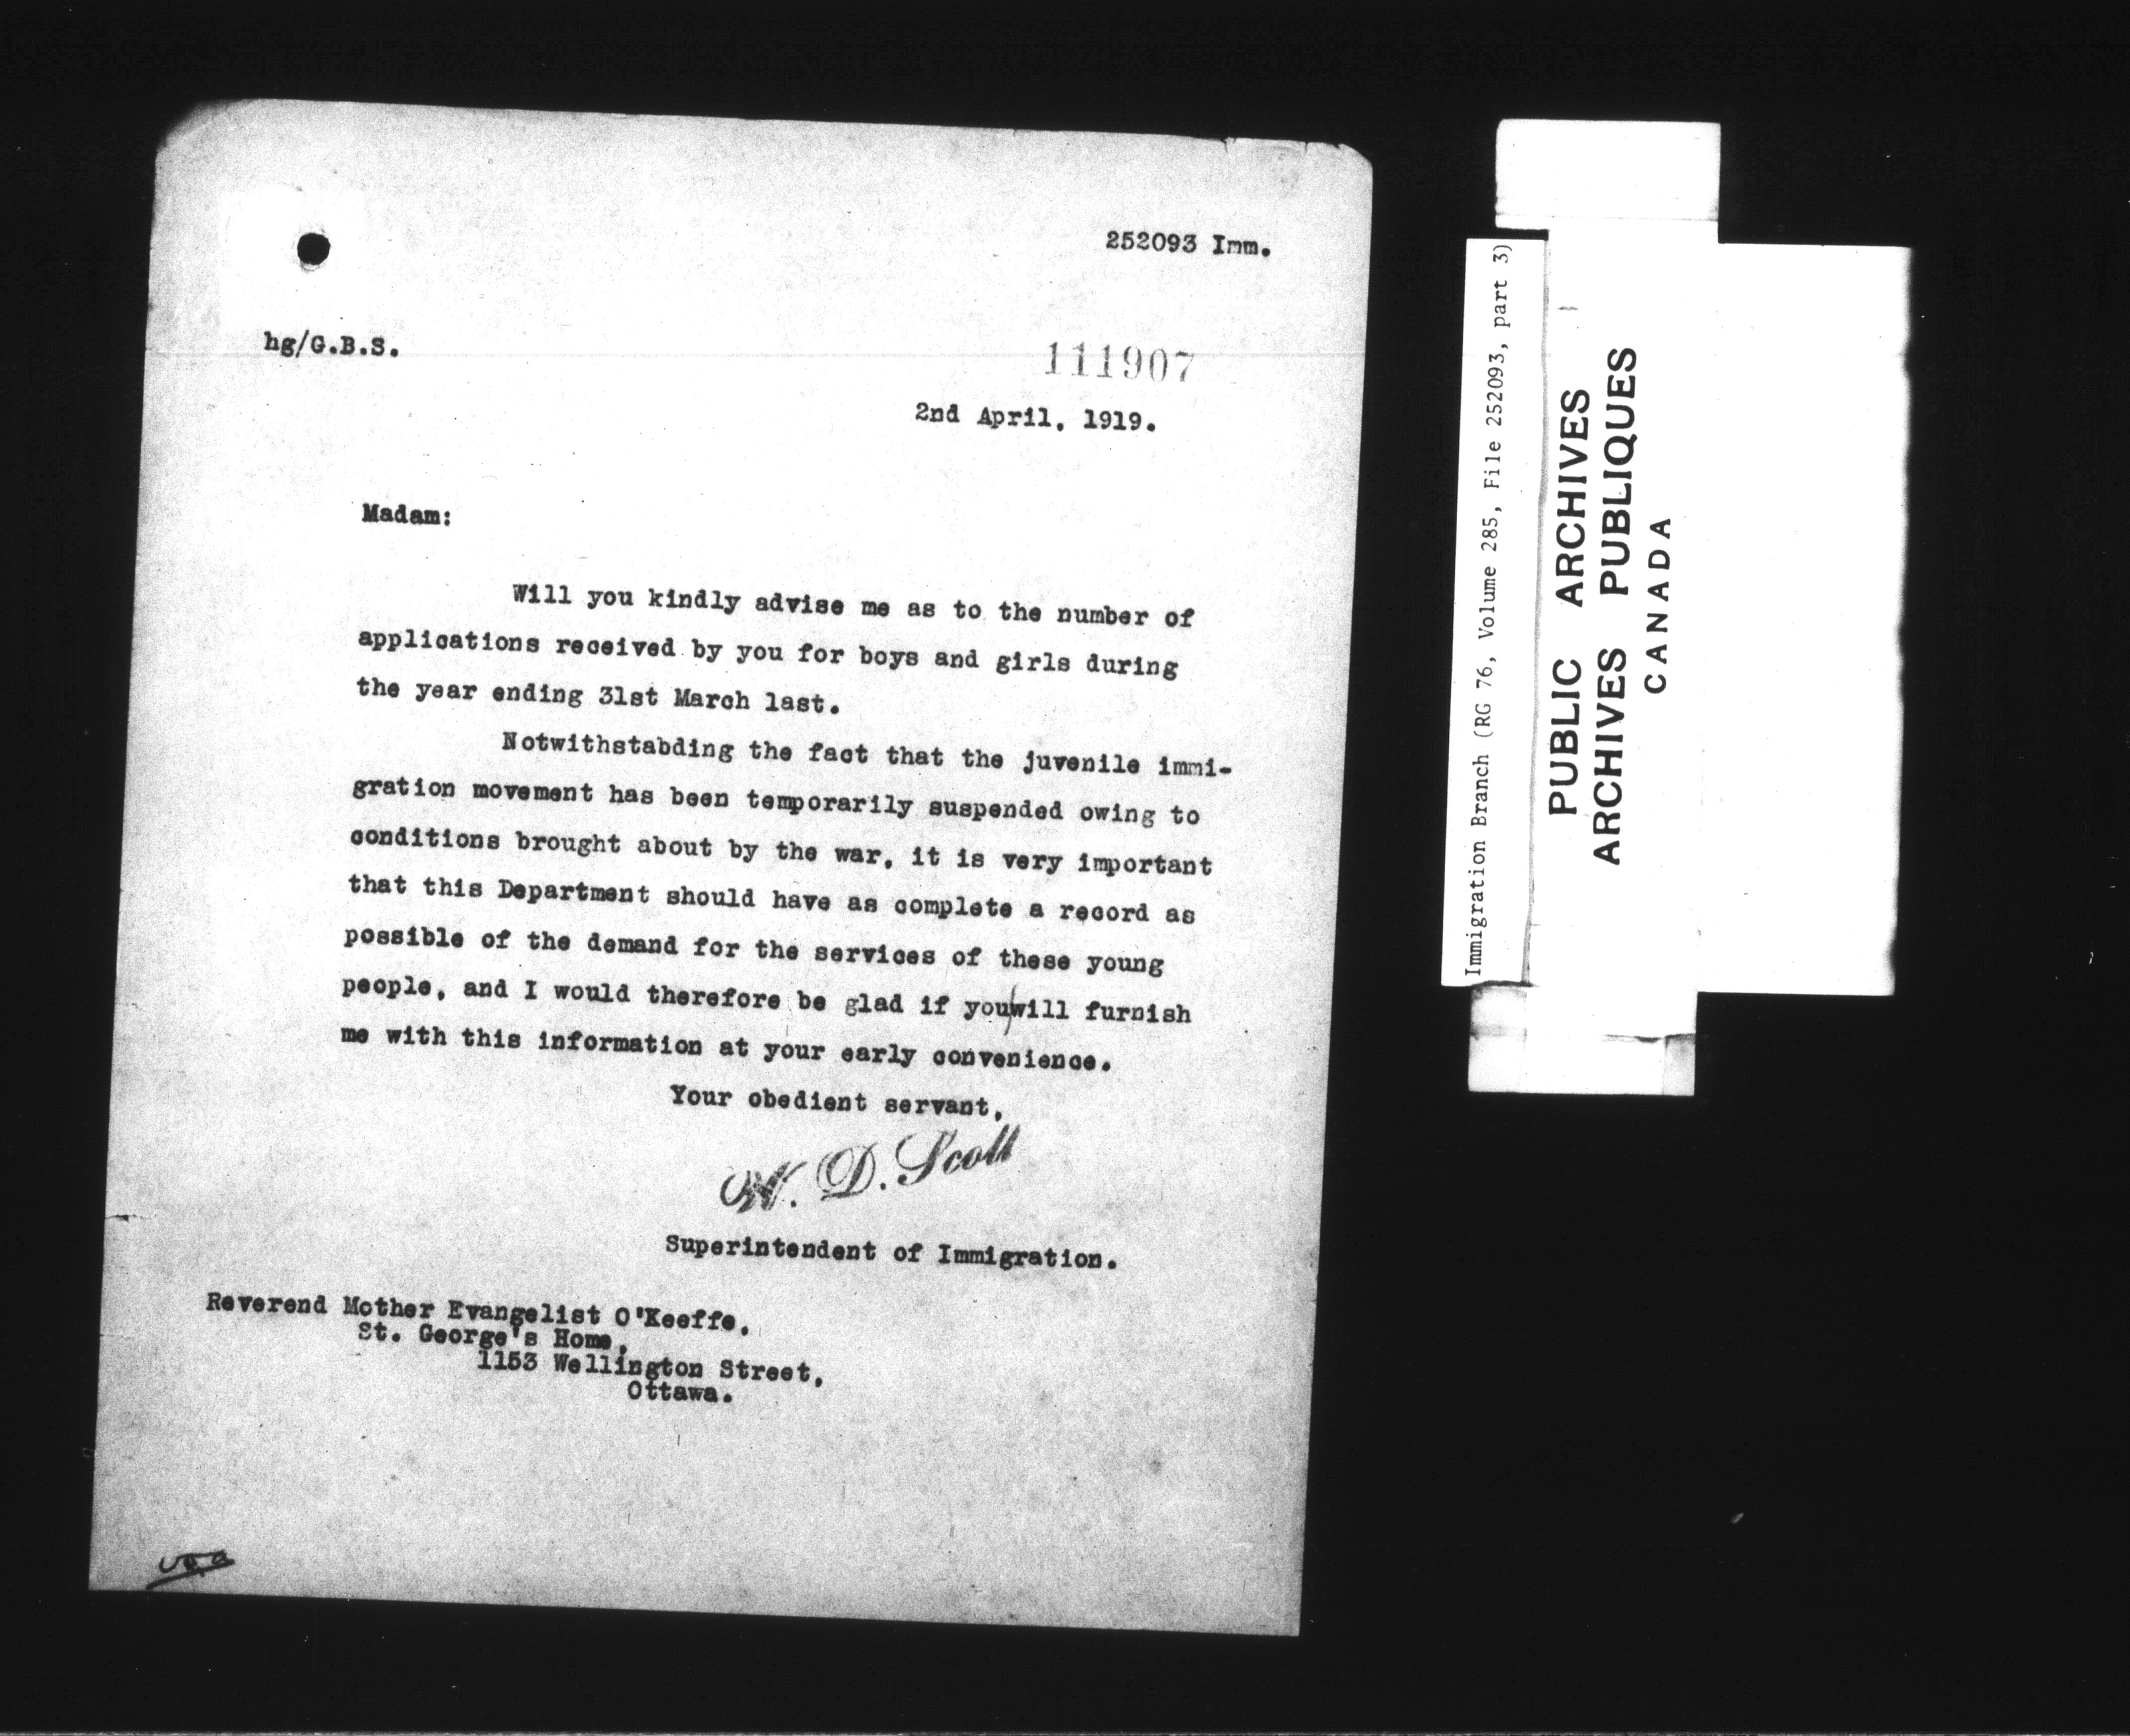 252093 Imm.
hg/G.B.S.
111907
2nd April, 1919.
Madam:
Will you kindly advise me as to the number of
applications received by you for boys and girls during
the year ending 31st March last.
Notwithstabding the fact that the juvenile immi-
gration movement has been temporarily suspended owing to
conditions brought about by the war, it is very important
that this Department should have as complete a record as
possible of the demand for the services of these young
people, and I would therefore be glad if you/will furnish
me with this information at your early convenience.
Your obedient servant,
W. D. Scott
Superintendent of Immigration.
Reverend Mother Evangelist O'Keeffe,
St. George's Home,
1153 Wellington Street,
Ottawa.
Immigration Branch (RG 76, Volume 285, File 252093, part 3)
PUBLIC ARCHIVES
ARCHIVES PUBLIQUES
CANADA